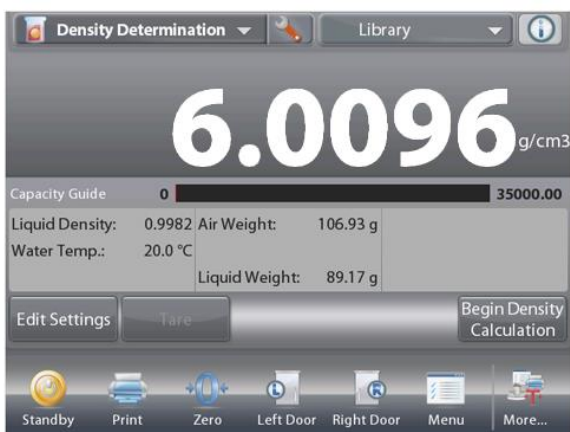 Density Determination Library
6.0096 g/cm3
Capacity Guide 0 35000.00
Liquid Density: 0.9982 Air Weight: 106.93 g
Water Temp.: 20.0 °C
Liquid Weight: 89.17 g
Edit Settings Tare Begin Density
Calculation
Standby Print Zero Left Door Right Door Menu More...